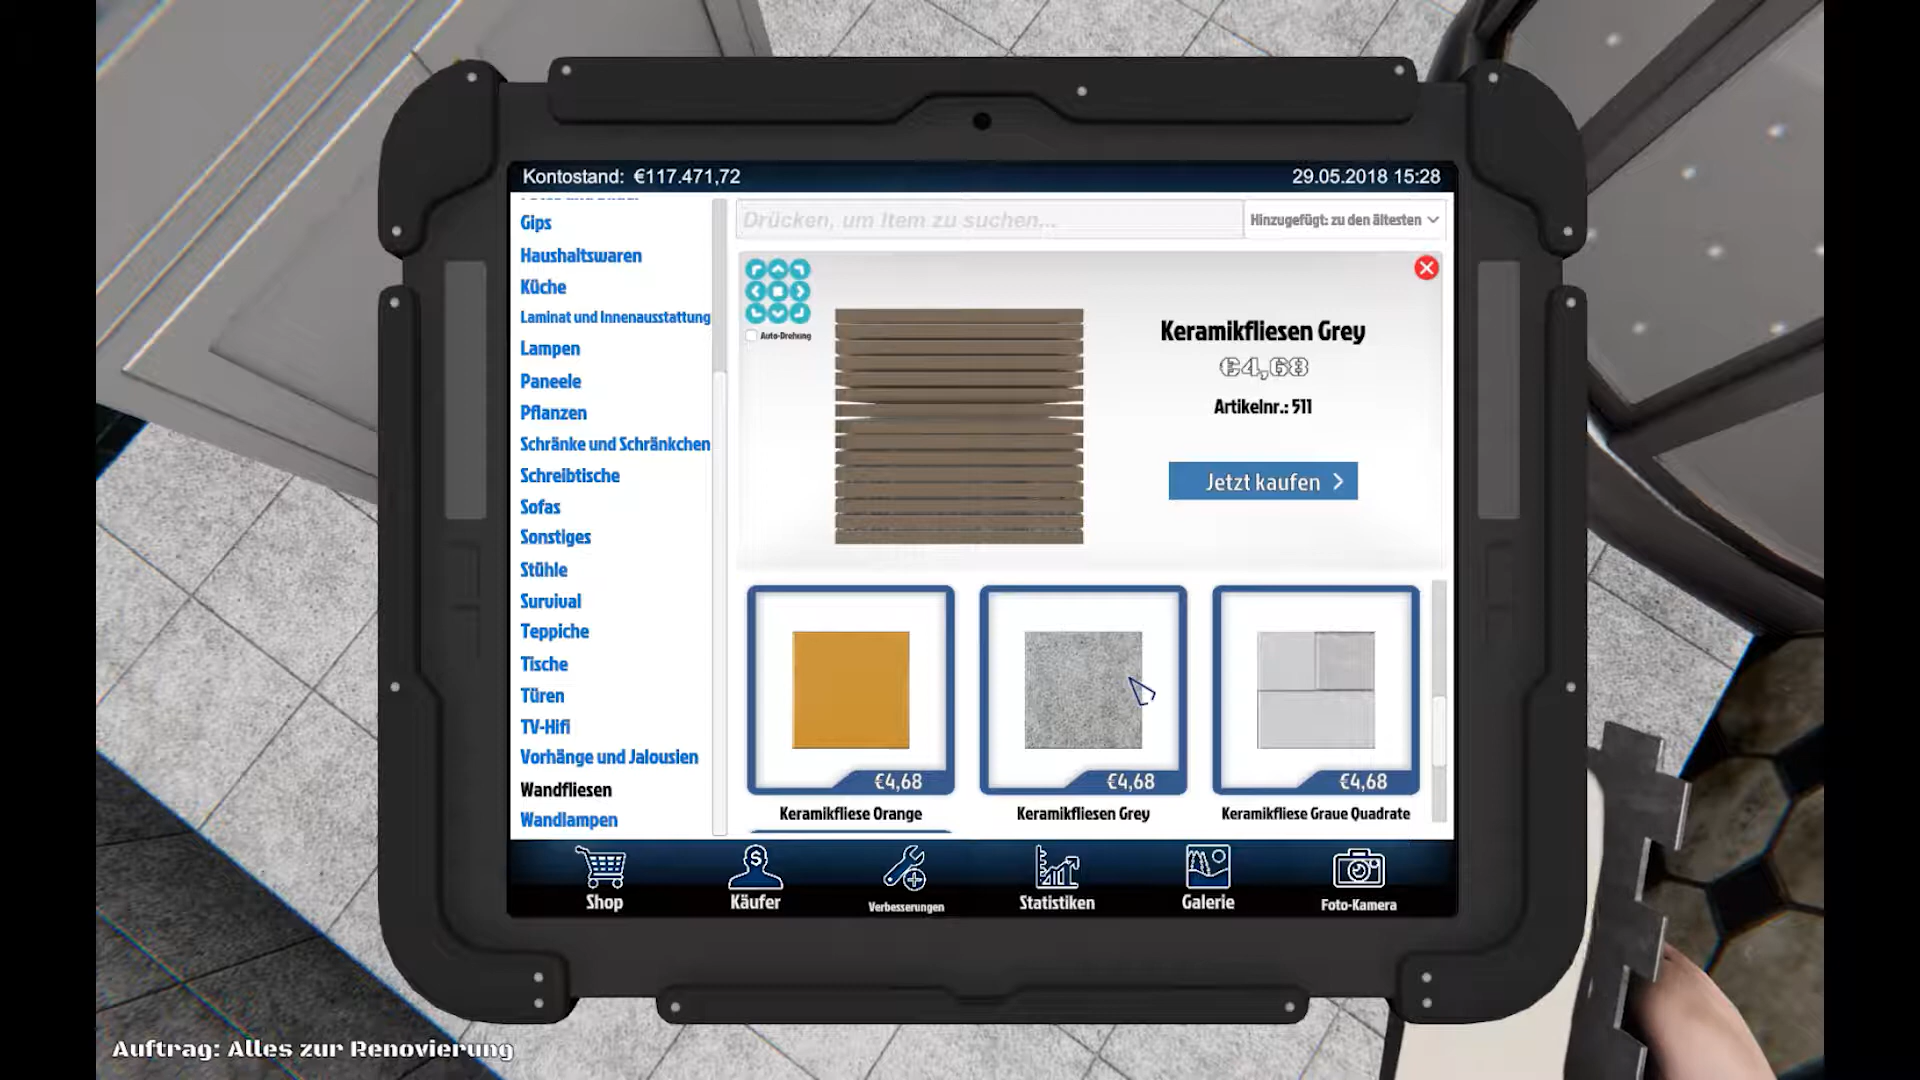 Kontostand: €117.471,72
29.05.2018 15:28
Gips
Haushaltswaren
Küche
Laminat und Innenausstattung
Lampen
Paneele
Pflanzen
Schränke und Schränkchen
Schreibtische
Sofas
Sonstiges
Stühle
Survival
Teppiche
Tische
Türen
TV-Hifi
Vorhänge und Jalousien
Wandfliesen
Wandlampen
Drücken, um Item zu suchen...
Hinzugefügt: zu den ältesten
Auto-Drehung
Keramikfliesen Grey
€4,68
Artikelnr.: 511
Jetzt kaufen
€4,68
Keramikfliese Orange
€4,68
Keramikfliesen Grey
€4,68
Keramikfliese Graue Quadrate
Shop
Käufer
Verbesserungen
Statistiken
Galerie
Foto-Kamera
Auftrag: Alles zur Renovierung